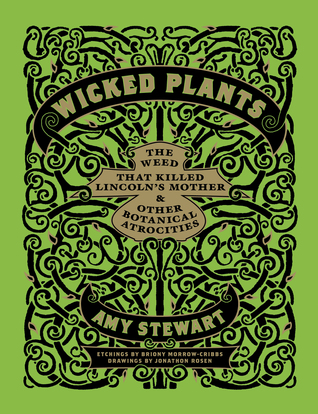 WICKED PLANTS
THE
WEED
THAT KILLED
LINCOLN'S MOTHER
&
OTHER
BOTANICAL
ATROCITIES
AMY STEWART
ETCHINGS BY BRIONY MORROW-CRIBBS
DRAWINGS BY JONATHON ROSEN